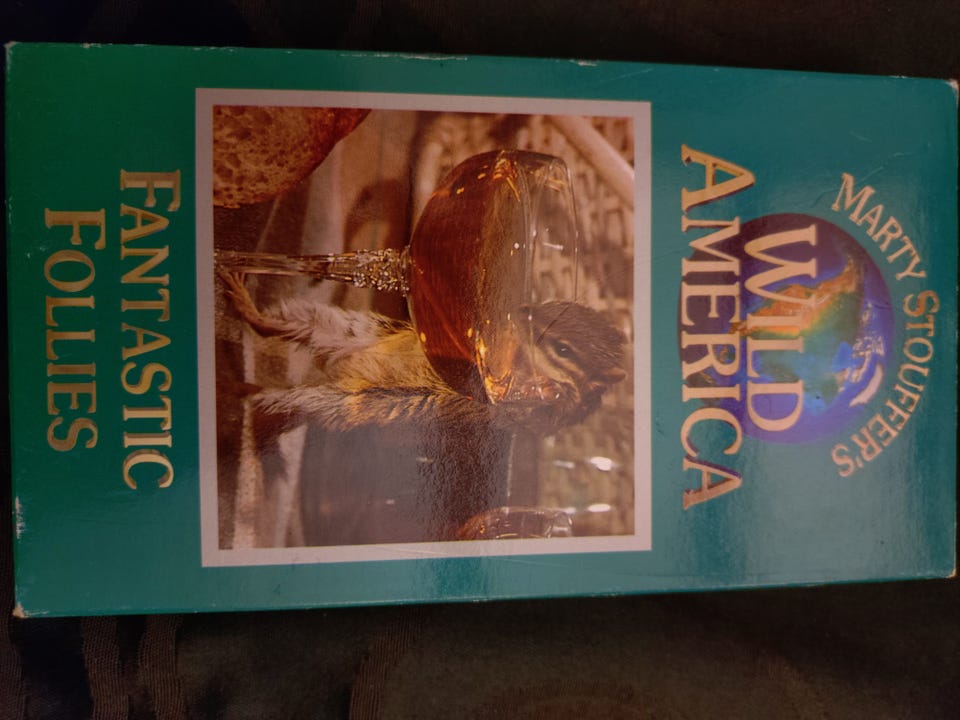 MARTY STOUFFER'S
WILD
AMERICA
FANTASTIC
FOLLIES